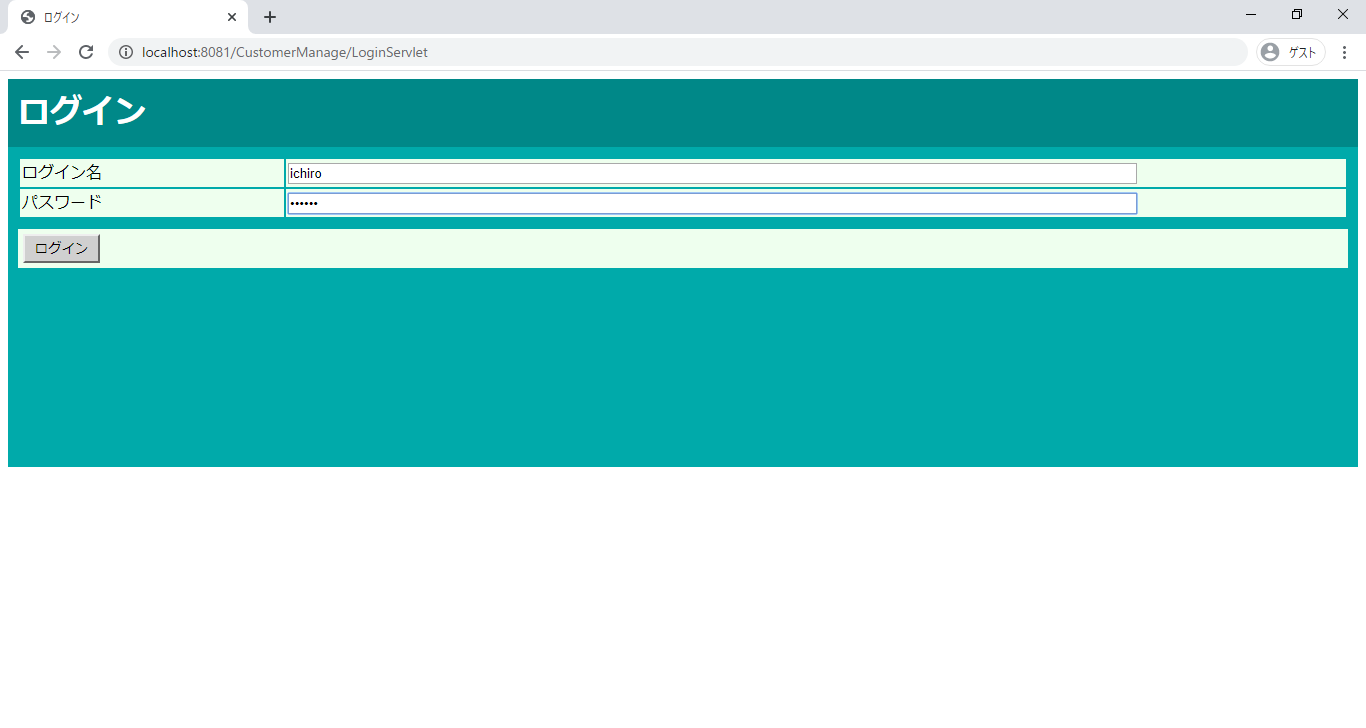 ログイン
localhost:8081/CustomerManage/LoginServlet
ゲスト
ログイン
ログイン名 ichiro
パスワード ••••••
ログイン